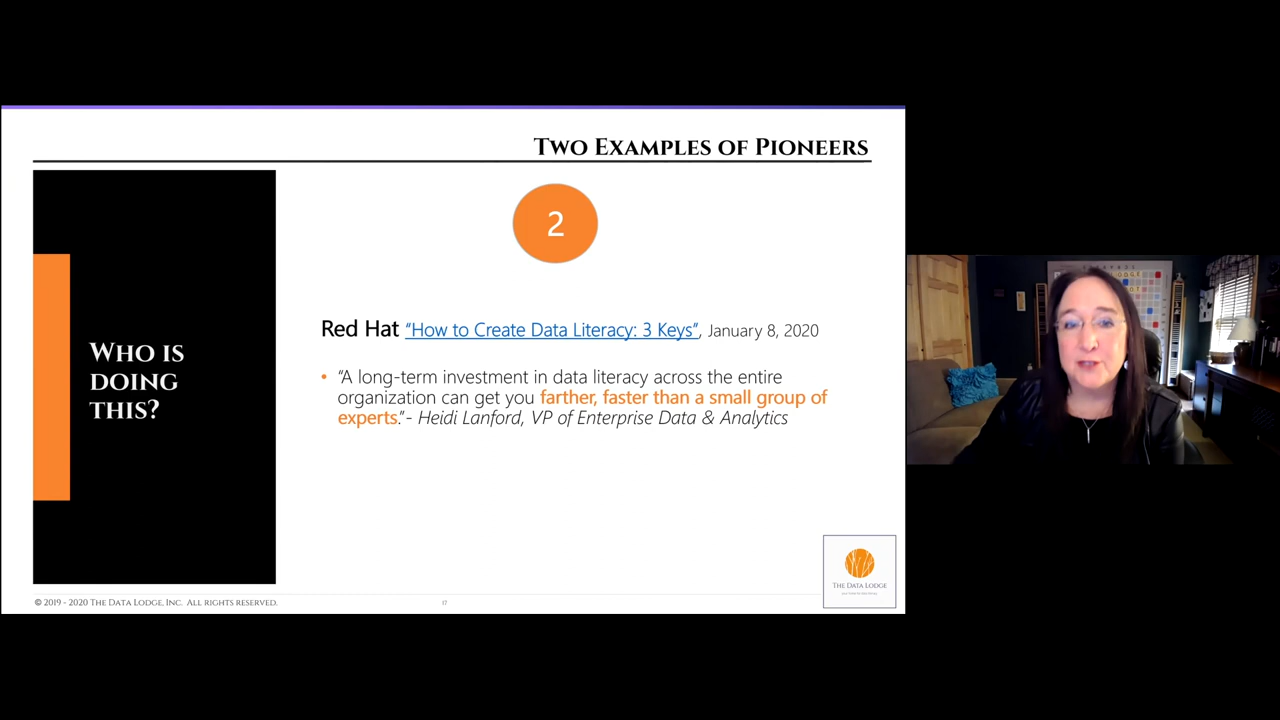 Two Examples of Pioneers
2
Who is
doing
this?
Red Hat "How to Create Data Literacy: 3 Keys", January 8, 2020
• "A long-term investment in data literacy across the entire
organization can get you farther, faster than a small group of
experts."- Heidi Lanford, VP of Enterprise Data & Analytics
The Data Lodge
© 2019 - 2020 The Data Lodge, Inc. All rights reserved.
17